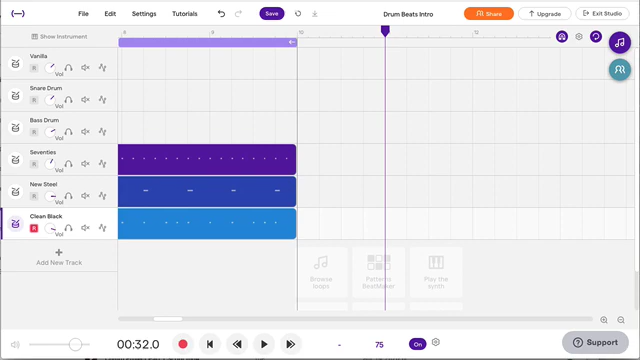 File Edit Settings Tutorials Save Drum Beats Intro Share Upgrade Exit Studio
Show Instrument 10 12
Vanilla
R Vol
Snare Drum
R Vol
Bass Drum
R Vol
Seventies
R Vol
New Steel
R Vol
Clean Black
R Vol
Add New Track
Browse loops
Patterns BeatMaker
Play the synth
00:32.0 - 75 On Support